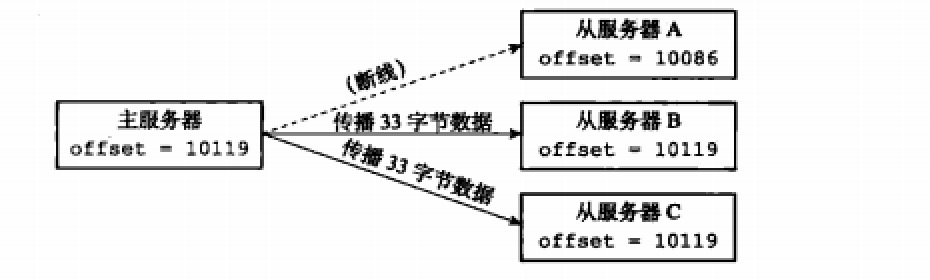 从服务器 A
offset = 10086
(断线)
主服务器
offset = 10119
传播 33 字节数据
从服务器 B
offset = 10119
传播 33 字节数据
从服务器 C
offset = 10119